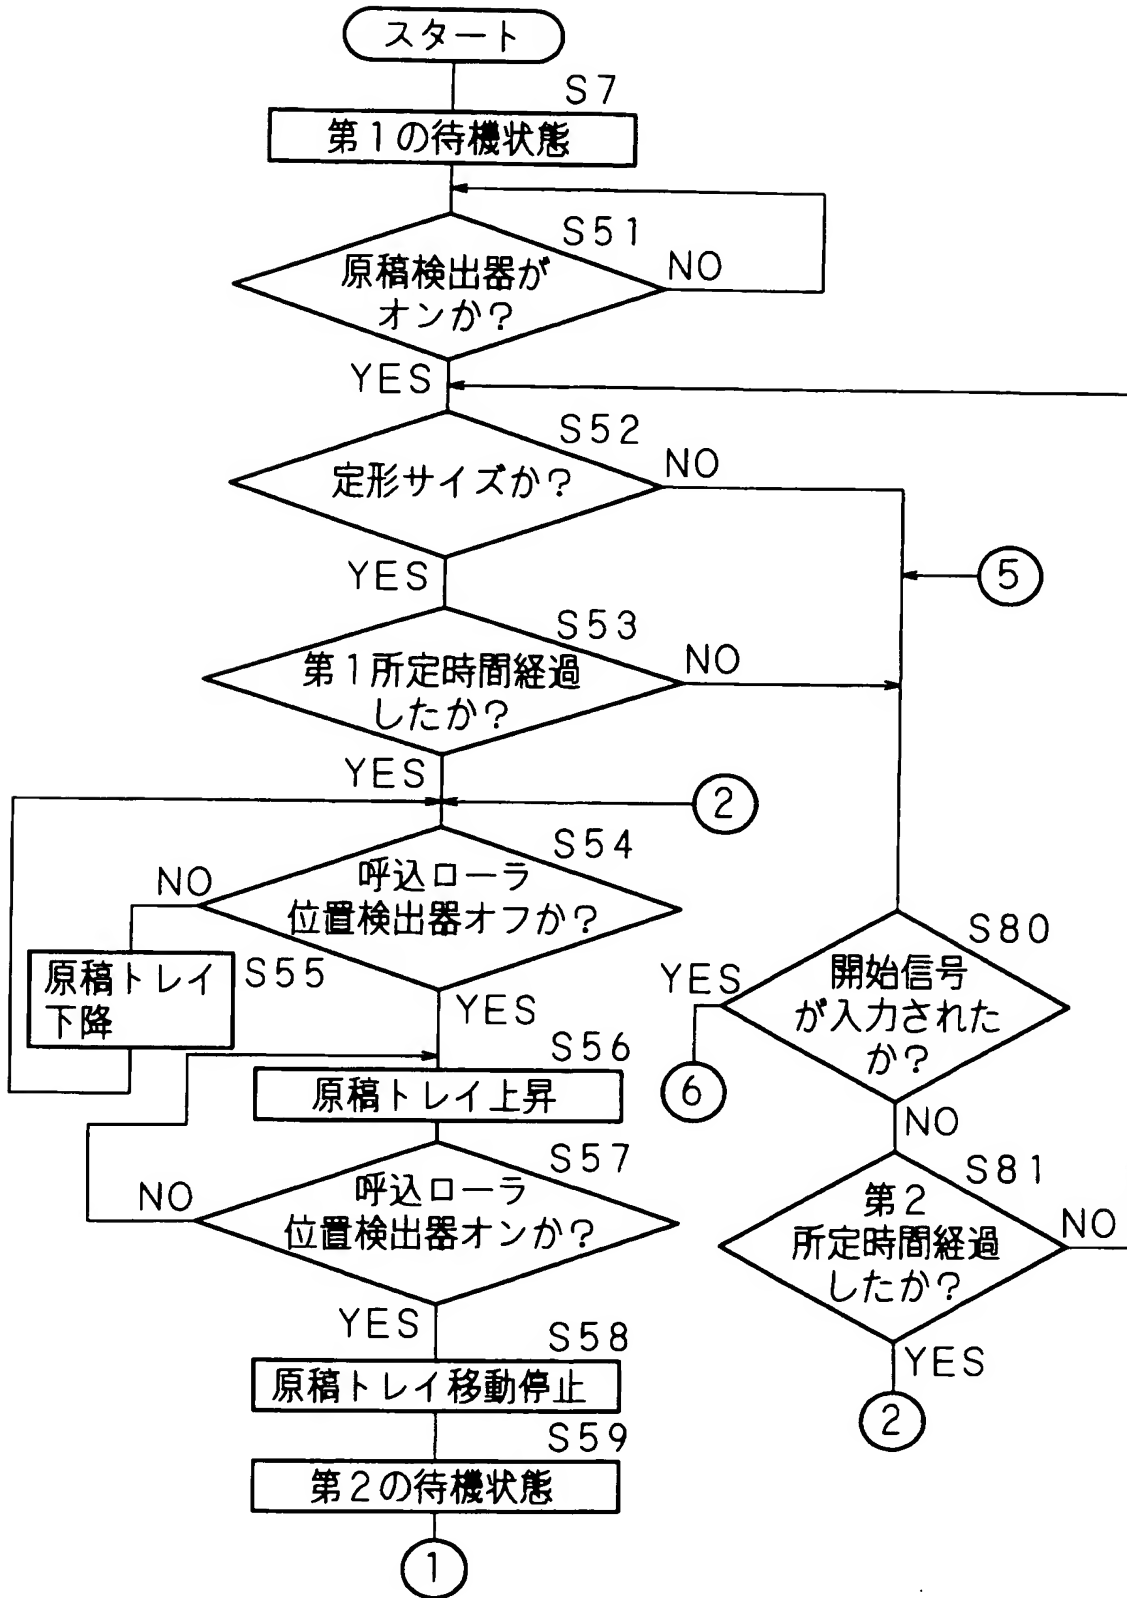 スタート
S7
第1の待機状態
S51
原稿検出器が
オンか?
NO
YES
S52
定形サイズか?
NO
YES
5
S53
第1所定時間経過
したか?
NO
YES
2
S54
呼込ローラ
位置検出器オフか?
NO
S55
原稿トレイ
下降
YES
S80
開始信号
が入力された
か?
YES
6
NO
S56
原稿トレイ上昇
S57
呼込ローラ
位置検出器オンか?
NO
YES
S81
第2
所定時間経過
したか?
NO
YES
2
S58
原稿トレイ移動停止
S59
第2の待機状態
1